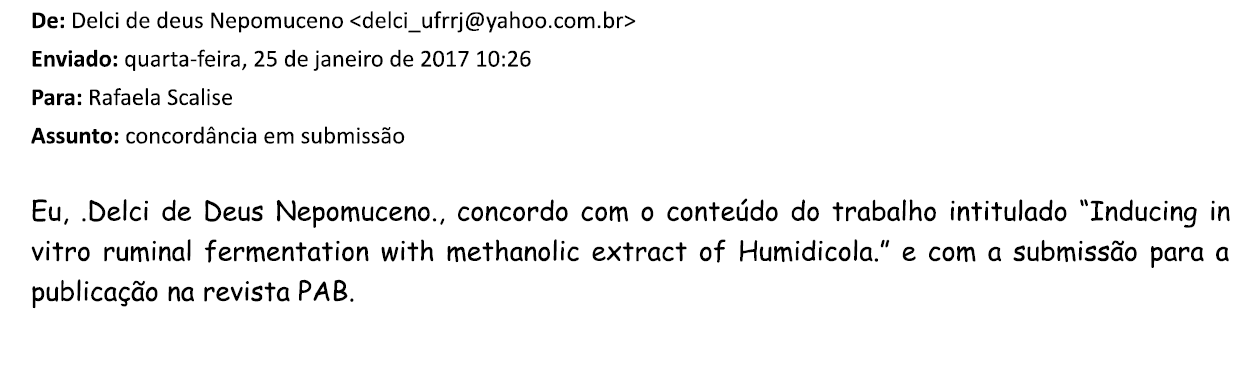 De: Delci de deus Nepomuceno <delci_ufrrj@yahoo.com.br>
Enviado: quarta-feira, 25 de janeiro de 2017 10:26
Para: Rafaela Scalise
Assunto: concordância em submissão
Eu, .Delci de Deus Nepomuceno., concordo com o conteúdo do trabalho intitulado “Inducing in
vitro ruminal fermentation with methanolic extract of Humidicola.” e com a submissão para a
publicação na revista PAB.